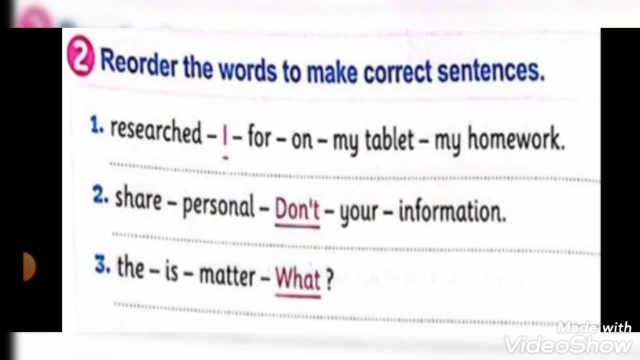 2 Reorder the words to make correct sentences.
1. researched – I – for – on – my tablet – my homework.
2. share – personal – Don't – your – information.
3. the – is – matter – What ?
Made with
VideoShow